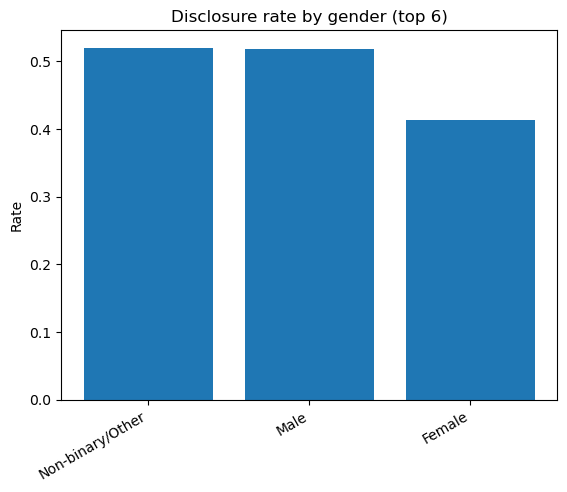 Disclosure rate by gender (top 6)
Rate
0.5
0.4
0.3
0.2
0.1
0.0
Non-binary/Other
Male
Female